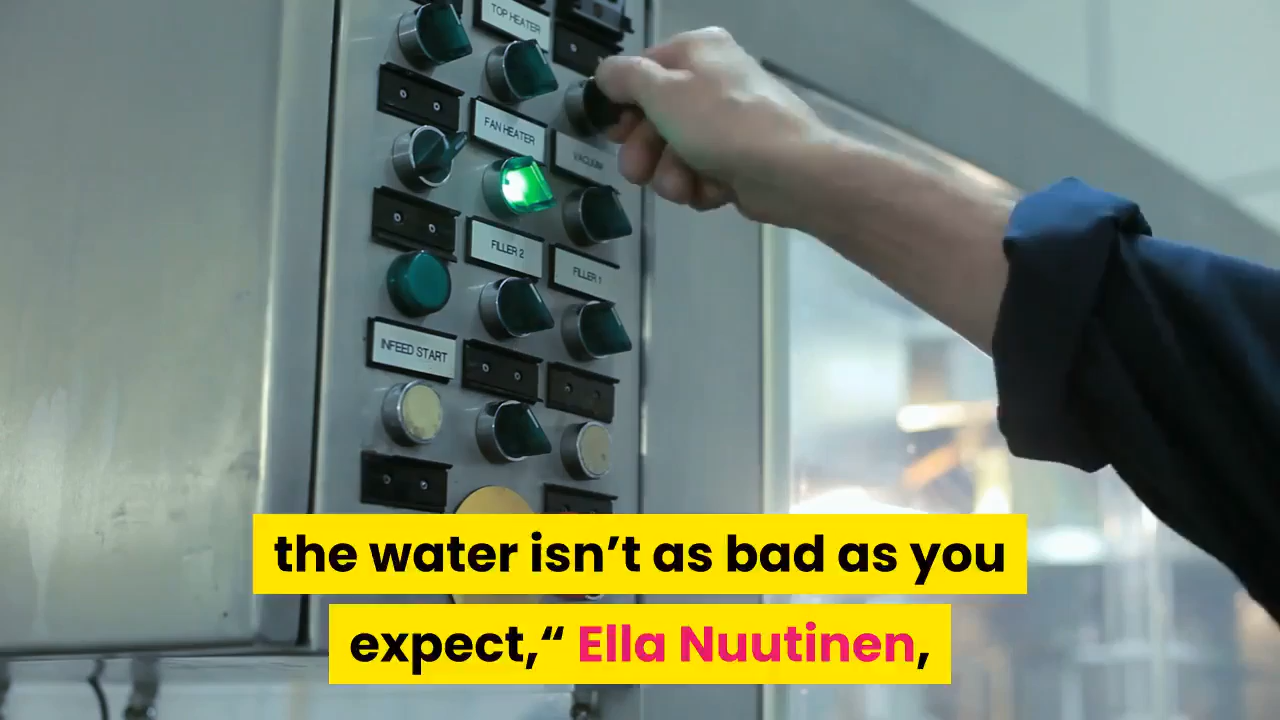 TOP HEATER
FAN HEATER
VACUUM
FILLER 2
FILLER 1
INFEED START
the water isn’t as bad as you
expect,“ Ella Nuutinen,